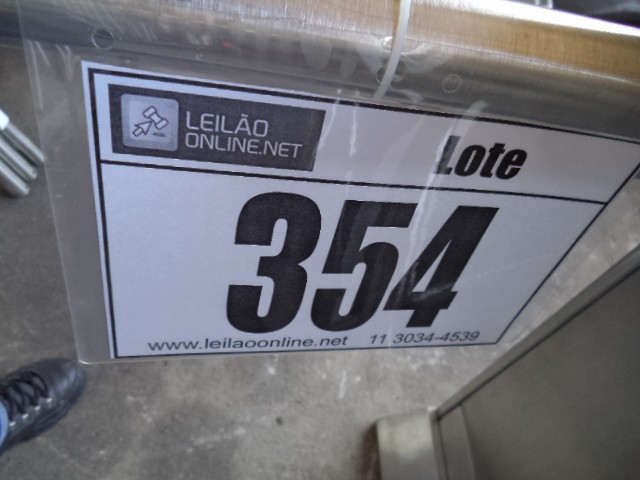 LEILÃO
ONLINE.NET
Lote
354
www.leilaoonline.net 11 3034-4539